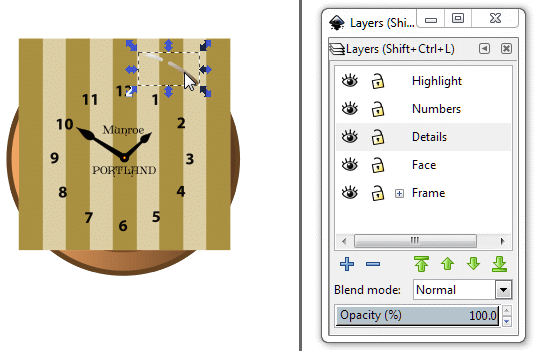 Layers (Shi...
Layers (Shift+Ctrl+L)
Highlight
Numbers
Details
Face
Frame
Blend mode: Normal
Opacity (%) 100.0
12
11 1
10 2
Munroe
9 3
PORTLAND
8 4
7 5
6